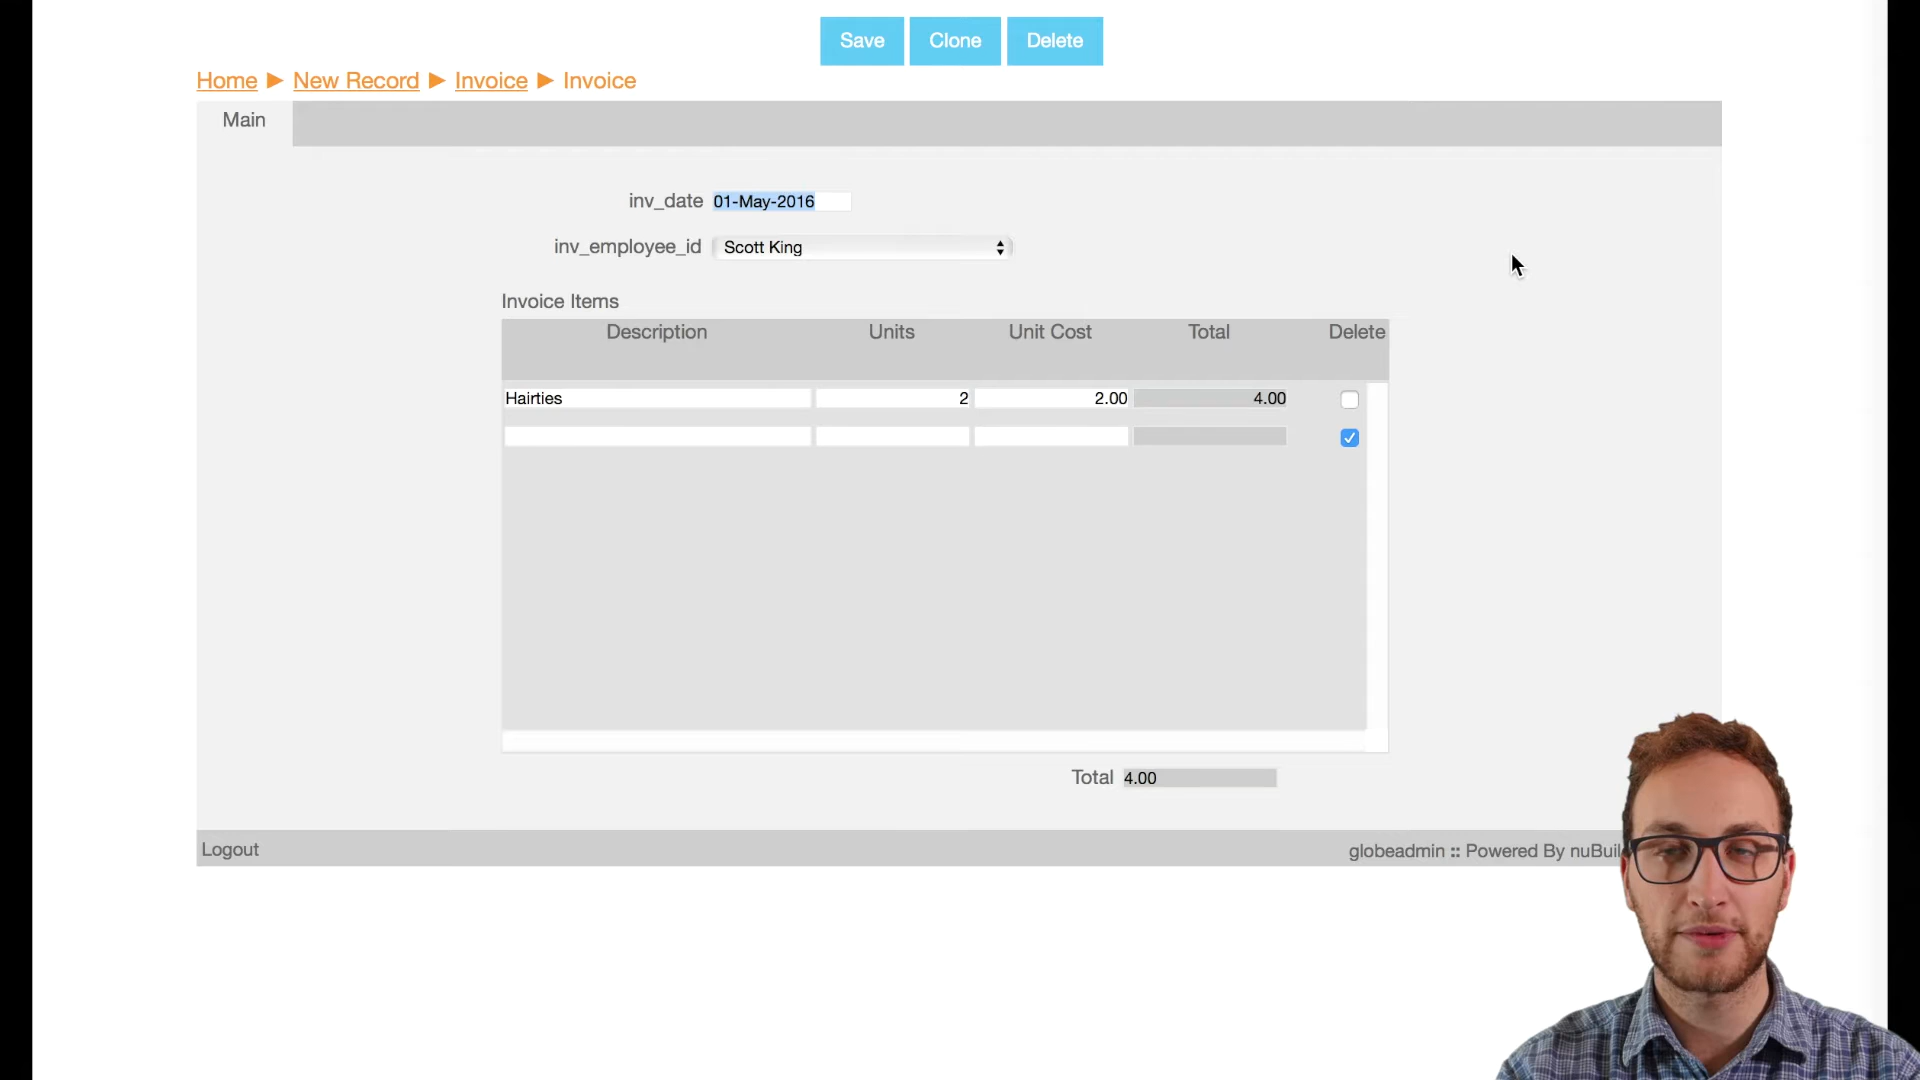 Save Clone Delete
Home ▶ New Record ▶ Invoice ▶ Invoice
Main
inv_date 01-May-2016
inv_employee_id Scott King
Invoice Items
Description Units Unit Cost Total Delete
Hairties 2 2.00 4.00
Total 4.00
Logout globeadmin :: Powered By